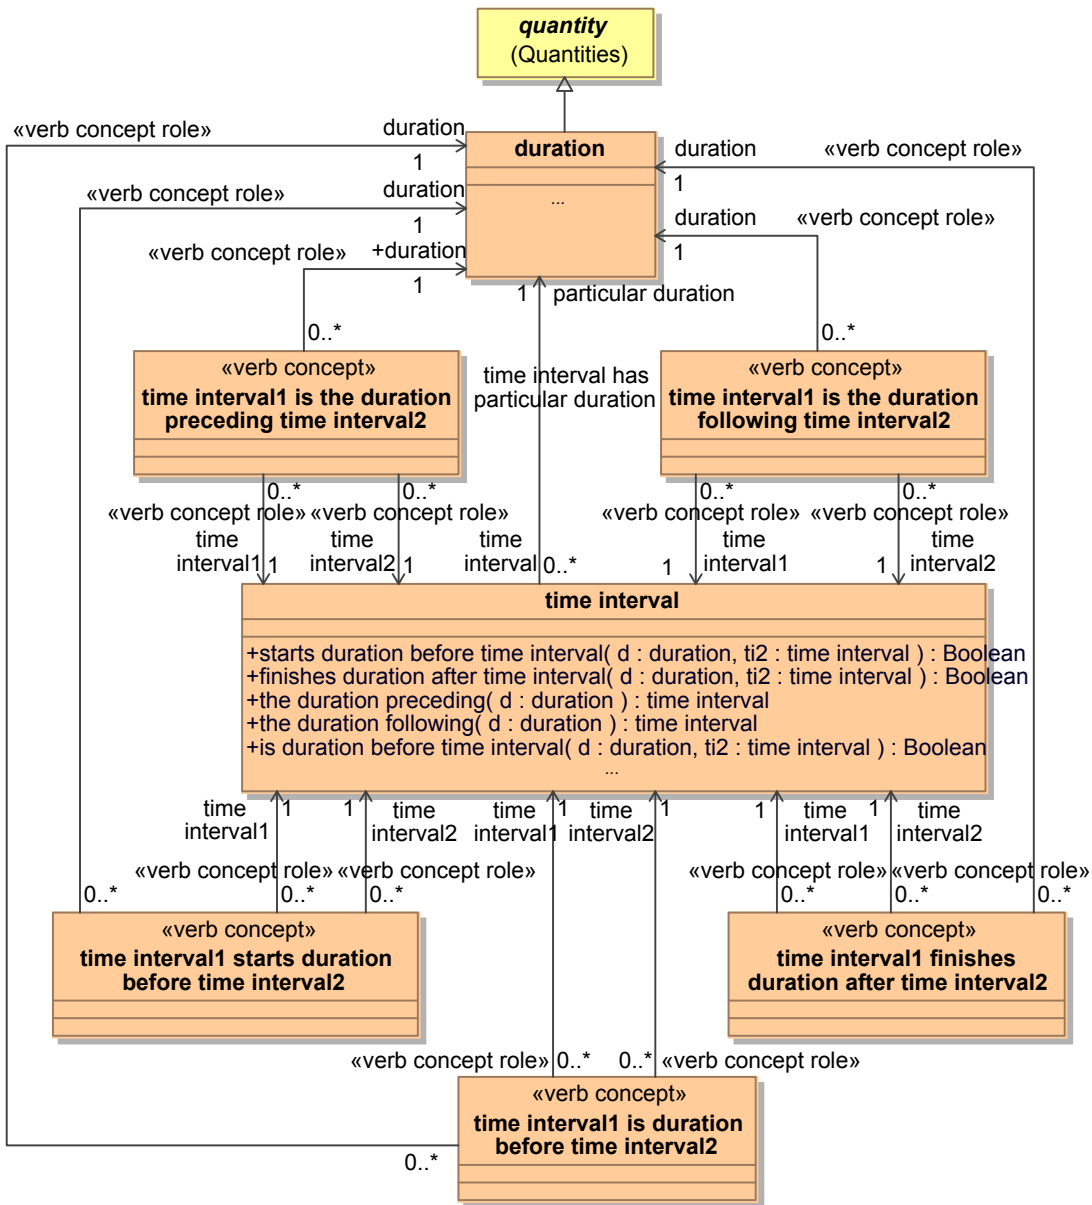 quantity
(Quantities)
«verb concept role»
duration
1
duration
...
duration
«verb concept role»
1
«verb concept role»
duration
1
duration
«verb concept role»
1
«verb concept role»
+duration
1
1
particular duration
0..*
0..*
«verb concept»
time interval1 is the duration
preceding time interval2
time interval has
particular duration
«verb concept»
time interval1 is the duration
following time interval2
0..*
0..*
0..*
0..*
«verb concept role»
«verb concept role»
«verb concept role»
«verb concept role»
time
interval1
1
time
interval2
1
time
interval
0..*
1
time
interval1
1
time
interval2
time interval
+starts duration before time interval( d : duration, ti2 : time interval ) : Boolean
+finishes duration after time interval( d : duration, ti2 : time interval ) : Boolean
+the duration preceding( d : duration ) : time interval
+the duration following( d : duration ) : time interval
+is duration before time interval( d : duration, ti2 : time interval ) : Boolean
...
time
interval1
1
1
time
interval2
time
interval1
1
time
interval2
1
1
time
interval1
1
time
interval2
«verb concept role»
«verb concept role»
«verb concept role»
«verb concept role»
0..*
0..*
0..*
0..*
0..*
0..*
«verb concept»
time interval1 starts duration
before time interval2
«verb concept»
time interval1 finishes
duration after time interval2
«verb concept role»
0..*
0..*
«verb concept role»
«verb concept»
time interval1 is duration
before time interval2
0..*